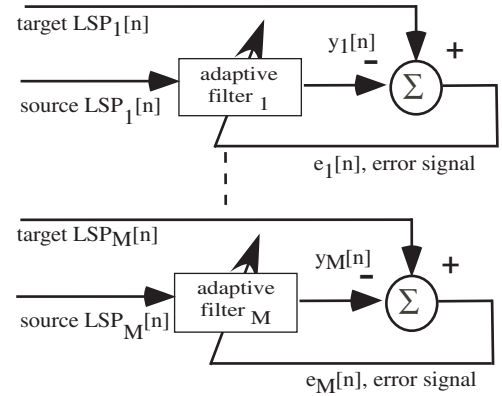 target LSP1[n]
y1[n]
+
-
adaptive
filter 1
Σ
source LSP1[n]
e1[n], error signal
target LSPM[n]
yM[n]
+
-
adaptive
filter M
Σ
source LSPM[n]
eM[n], error signal